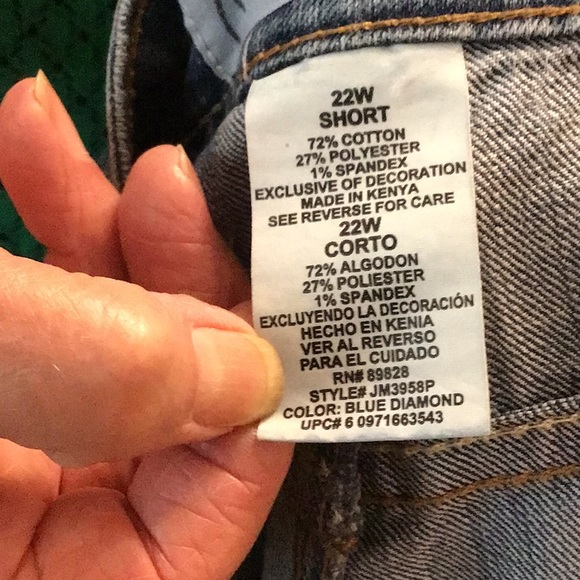 22W
SHORT
72% COTTON
27% POLYESTER
1% SPANDEX
EXCLUSIVE OF DECORATION
MADE IN KENYA
SEE REVERSE FOR CARE
22W
CORTO
72% ALGODON
27% POLIESTER
1% SPANDEX
EXCLUYENDO LA DECORACIÓN
HECHO EN KENIA
VER AL REVERSO
PARA EL CUIDADO
RN# 89828
STYLE# JM3958P
COLOR: BLUE DIAMOND
UPC# 6 0971663543